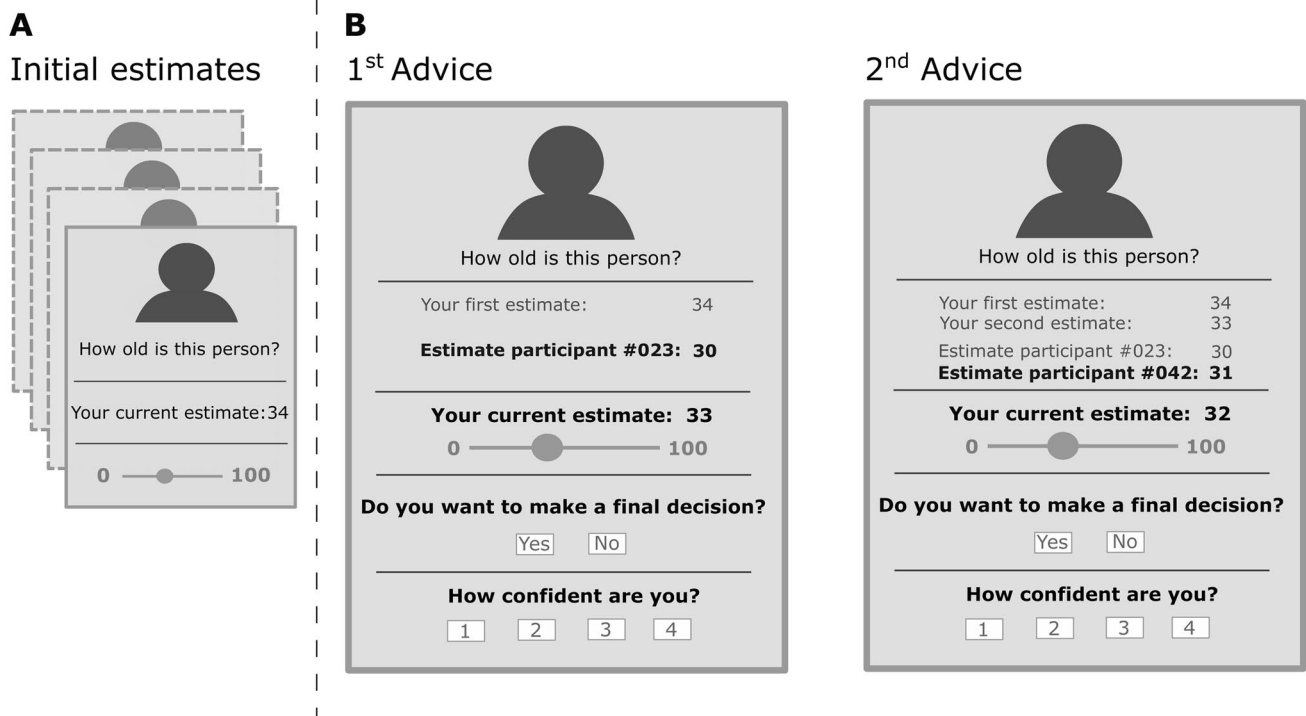 A
Initial estimates
How old is this person?
Your current estimate:34
0 100
B
1st Advice
How old is this person?
Your first estimate: 34
Estimate participant #023: 30
Your current estimate: 33
0 100
Do you want to make a final decision?
Yes No
How confident are you?
1 2 3 4
2nd Advice
How old is this person?
Your first estimate: 34
Your second estimate: 33
Estimate participant #023: 30
Estimate participant #042: 31
Your current estimate: 32
0 100
Do you want to make a final decision?
Yes No
How confident are you?
1 2 3 4